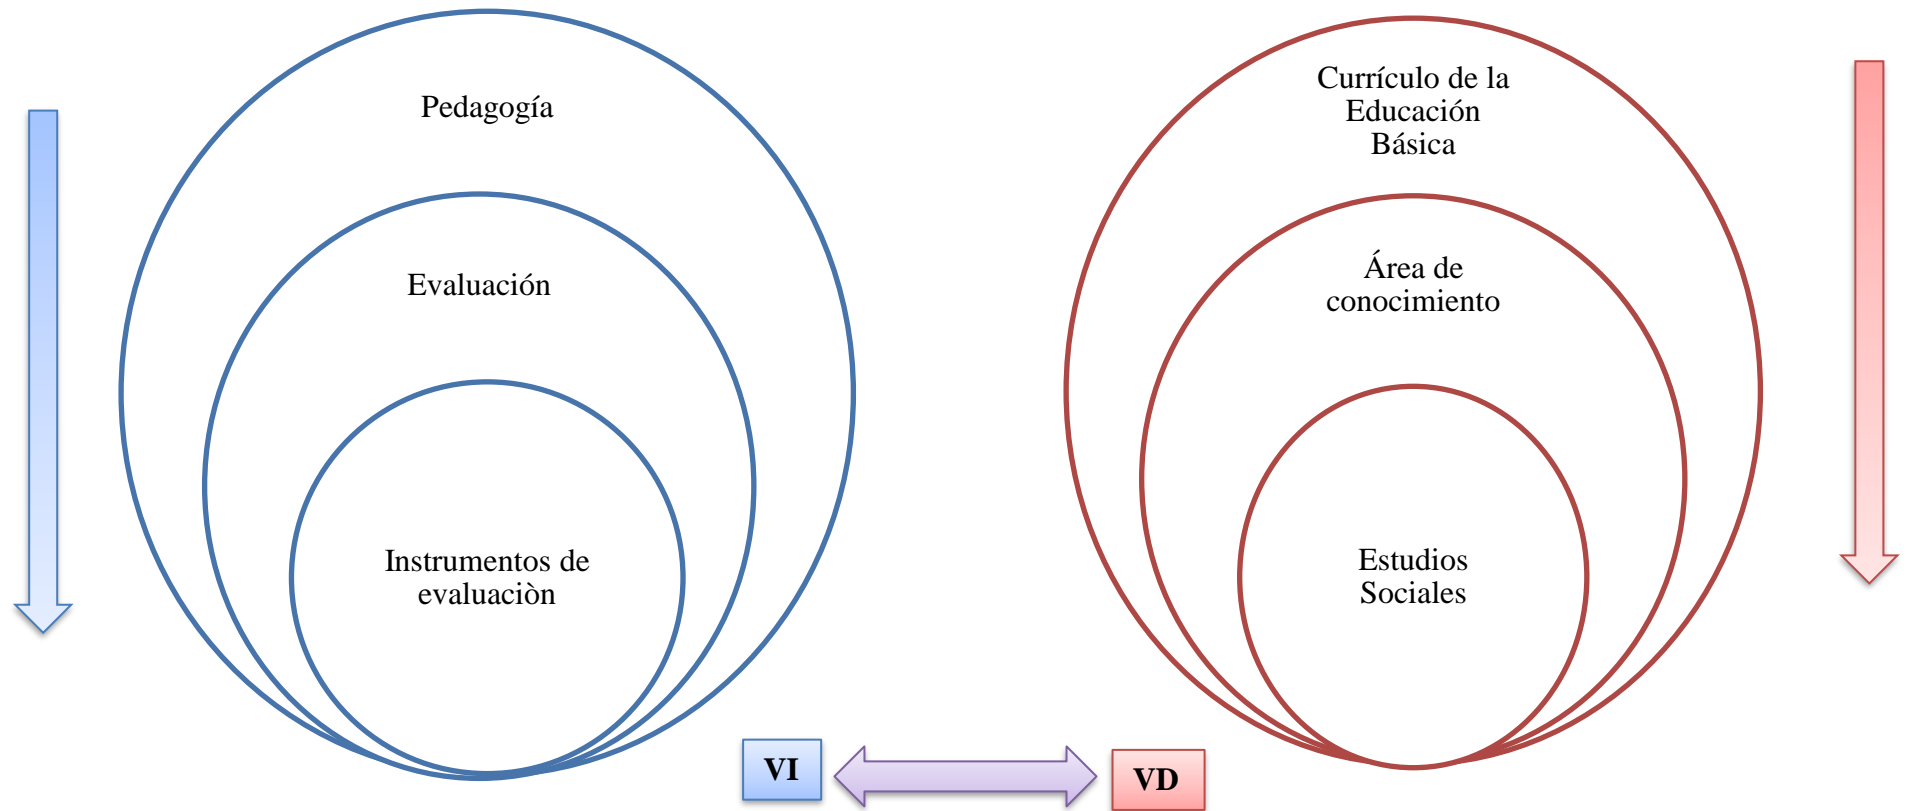 Pedagogía
Evaluación
Instrumentos de
evaluaciòn
Currículo de la
Educación
Básica
Área de
conocimiento
Estudios
Sociales
VI
VD